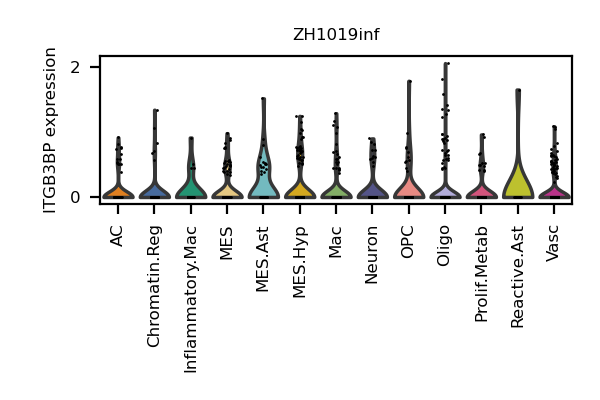 ZH1019inf
ITGB3BP expression
2
0
AC
Chromatin.Reg
Inflammatory.Mac
MES
MES.Ast
MES.Hyp
Mac
Neuron
OPC
Oligo
Prolif.Metab
Reactive.Ast
Vasc